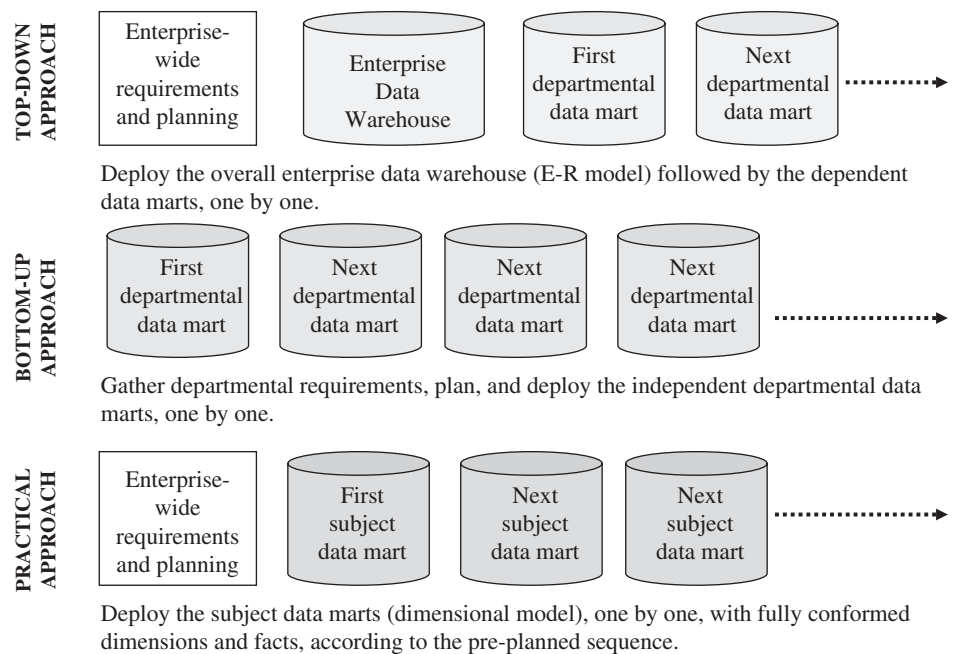 TOP-DOWN
APPROACH
Enterprise-
wide
requirements
and planning
Enterprise
Data
Warehouse
First
departmental
data mart
Next
departmental
data mart
Deploy the overall enterprise data warehouse (E-R model) followed by the dependent
data marts, one by one.
BOTTOM-UP
APPROACH
First
departmental
data mart
Next
departmental
data mart
Next
departmental
data mart
Next
departmental
data mart
Gather departmental requirements, plan, and deploy the independent departmental data
marts, one by one.
PRACTICAL
APPROACH
Enterprise-
wide
requirements
and planning
First
subject
data mart
Next
subject
data mart
Next
subject
data mart
Deploy the subject data marts (dimensional model), one by one, with fully conformed
dimensions and facts, according to the pre-planned sequence.